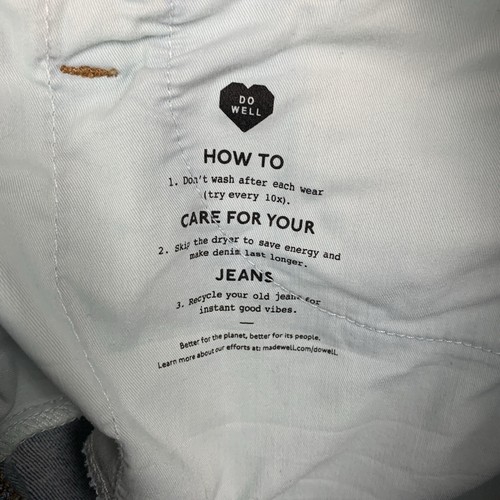 DO
WELL
HOW TO
1. Don't wash after each wear
(try every 10x).
CARE FOR YOUR
2. Skip the dryer to save energy and
make denim last longer.
JEANS
3. Recycle your old jeans for
instant good vibes.
Better for the planet, better for its people.
Learn more about our efforts at: madewell.com/dowell.